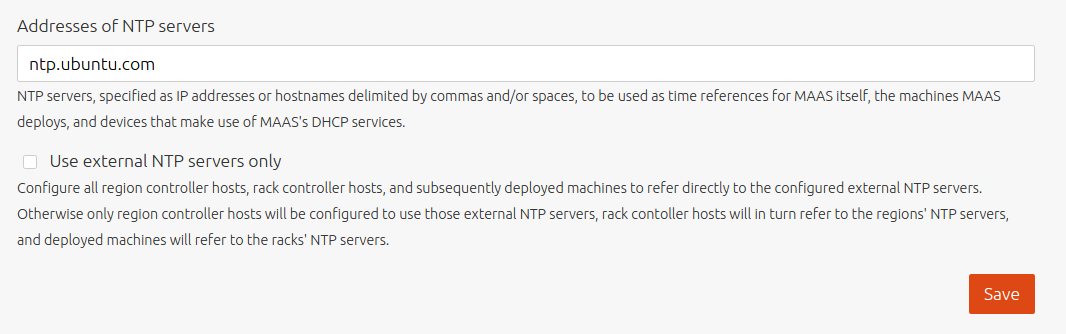 Addresses of NTP servers
ntp.ubuntu.com
NTP servers, specified as IP addresses or hostnames delimited by commas and/or spaces, to be used as time references for MAAS itself, the machines MAAS
deploys, and devices that make use of MAAS's DHCP services.
Use external NTP servers only
Configure all region controller hosts, rack controller hosts, and subsequently deployed machines to refer directly to the configured external NTP servers.
Otherwise only region controller hosts will be configured to use those external NTP servers, rack contoller hosts will in turn refer to the regions' NTP servers,
and deployed machines will refer to the racks' NTP servers.
Save